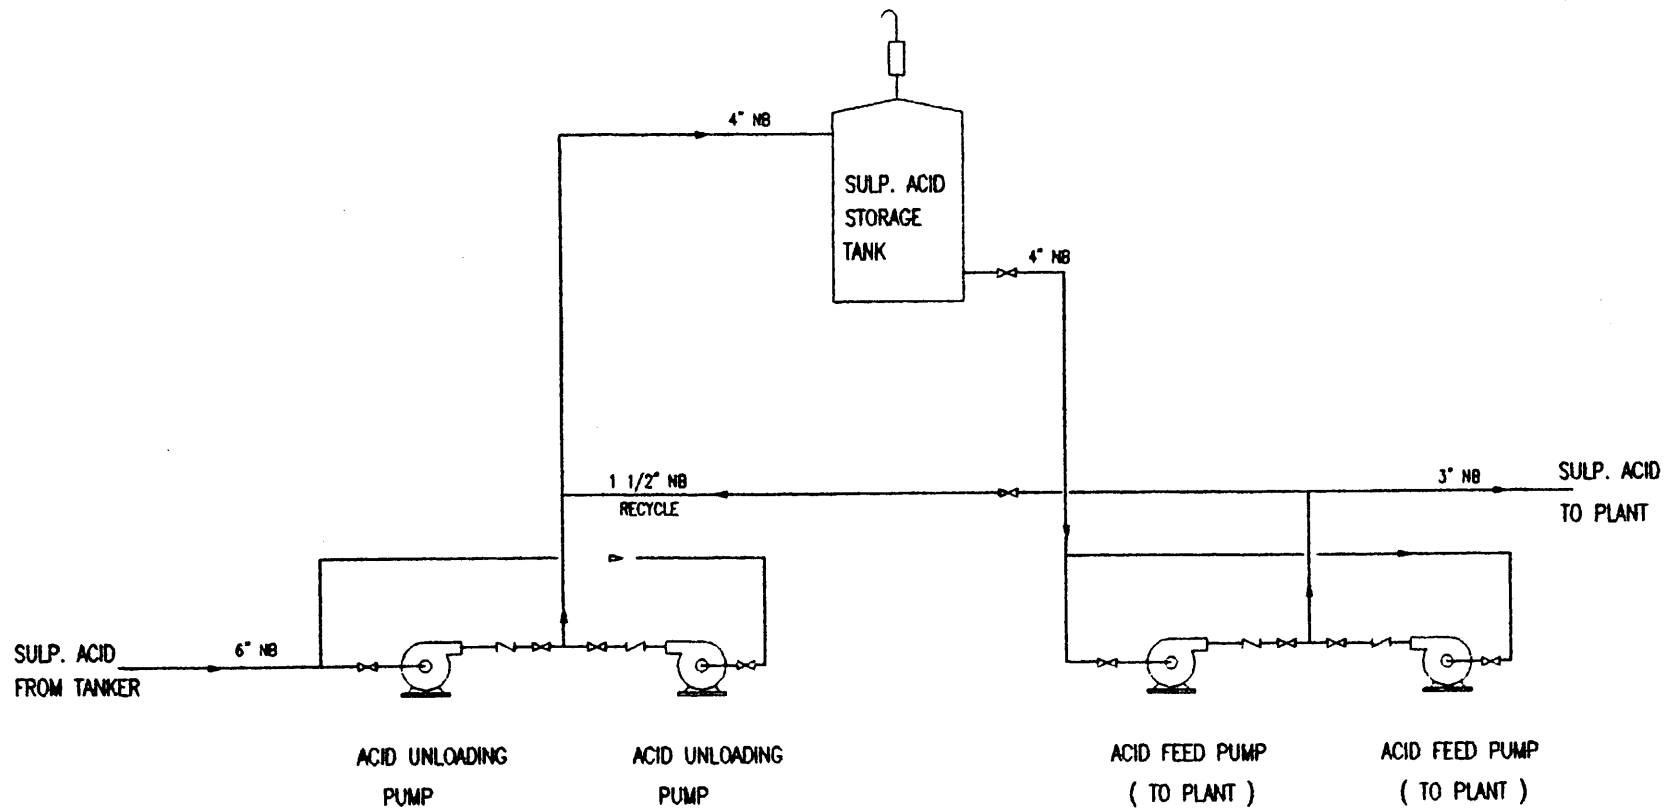 4" NB
SULP. ACID
STORAGE
TANK
4" NB
1 1/2" NB
RECYCLE
3" NB
SULP. ACID
TO PLANT
6" NB
SULP. ACID
FROM TANKER
ACID UNLOADING
PUMP
ACID UNLOADING
PUMP
ACID FEED PUMP
( TO PLANT )
ACID FEED PUMP
( TO PLANT )